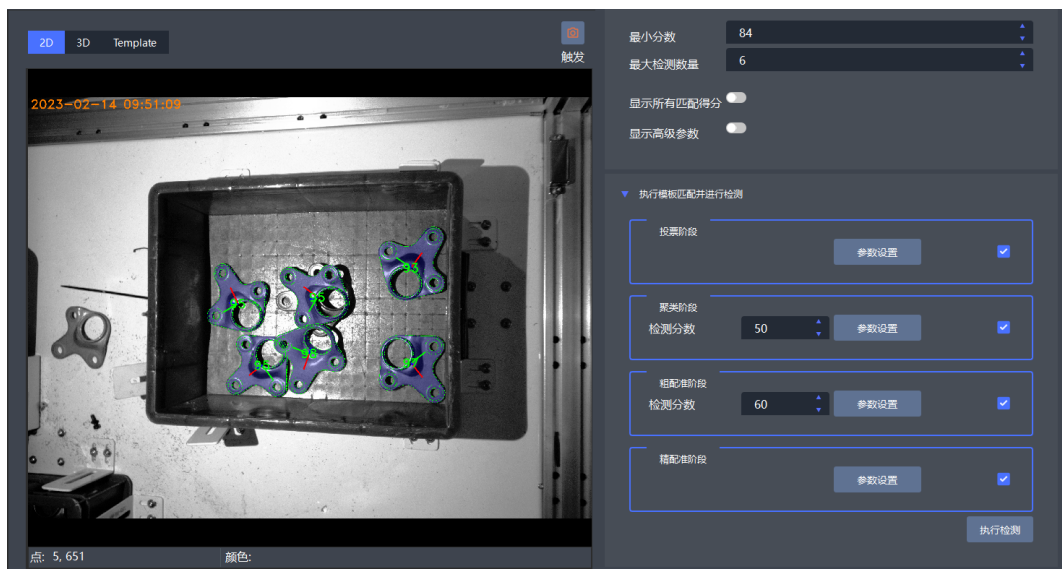 2D 3D Template
触发
2023-02-14 09:51:09
93
95
点: 5, 651
颜色:
最小分数 84
最大检测数量 6
显示所有匹配得分
显示高级参数
执行模板匹配并进行检测
投票阶段
参数设置
聚类阶段
检测分数 50 参数设置
粗配准阶段
检测分数 60 参数设置
精配准阶段
参数设置
执行检测